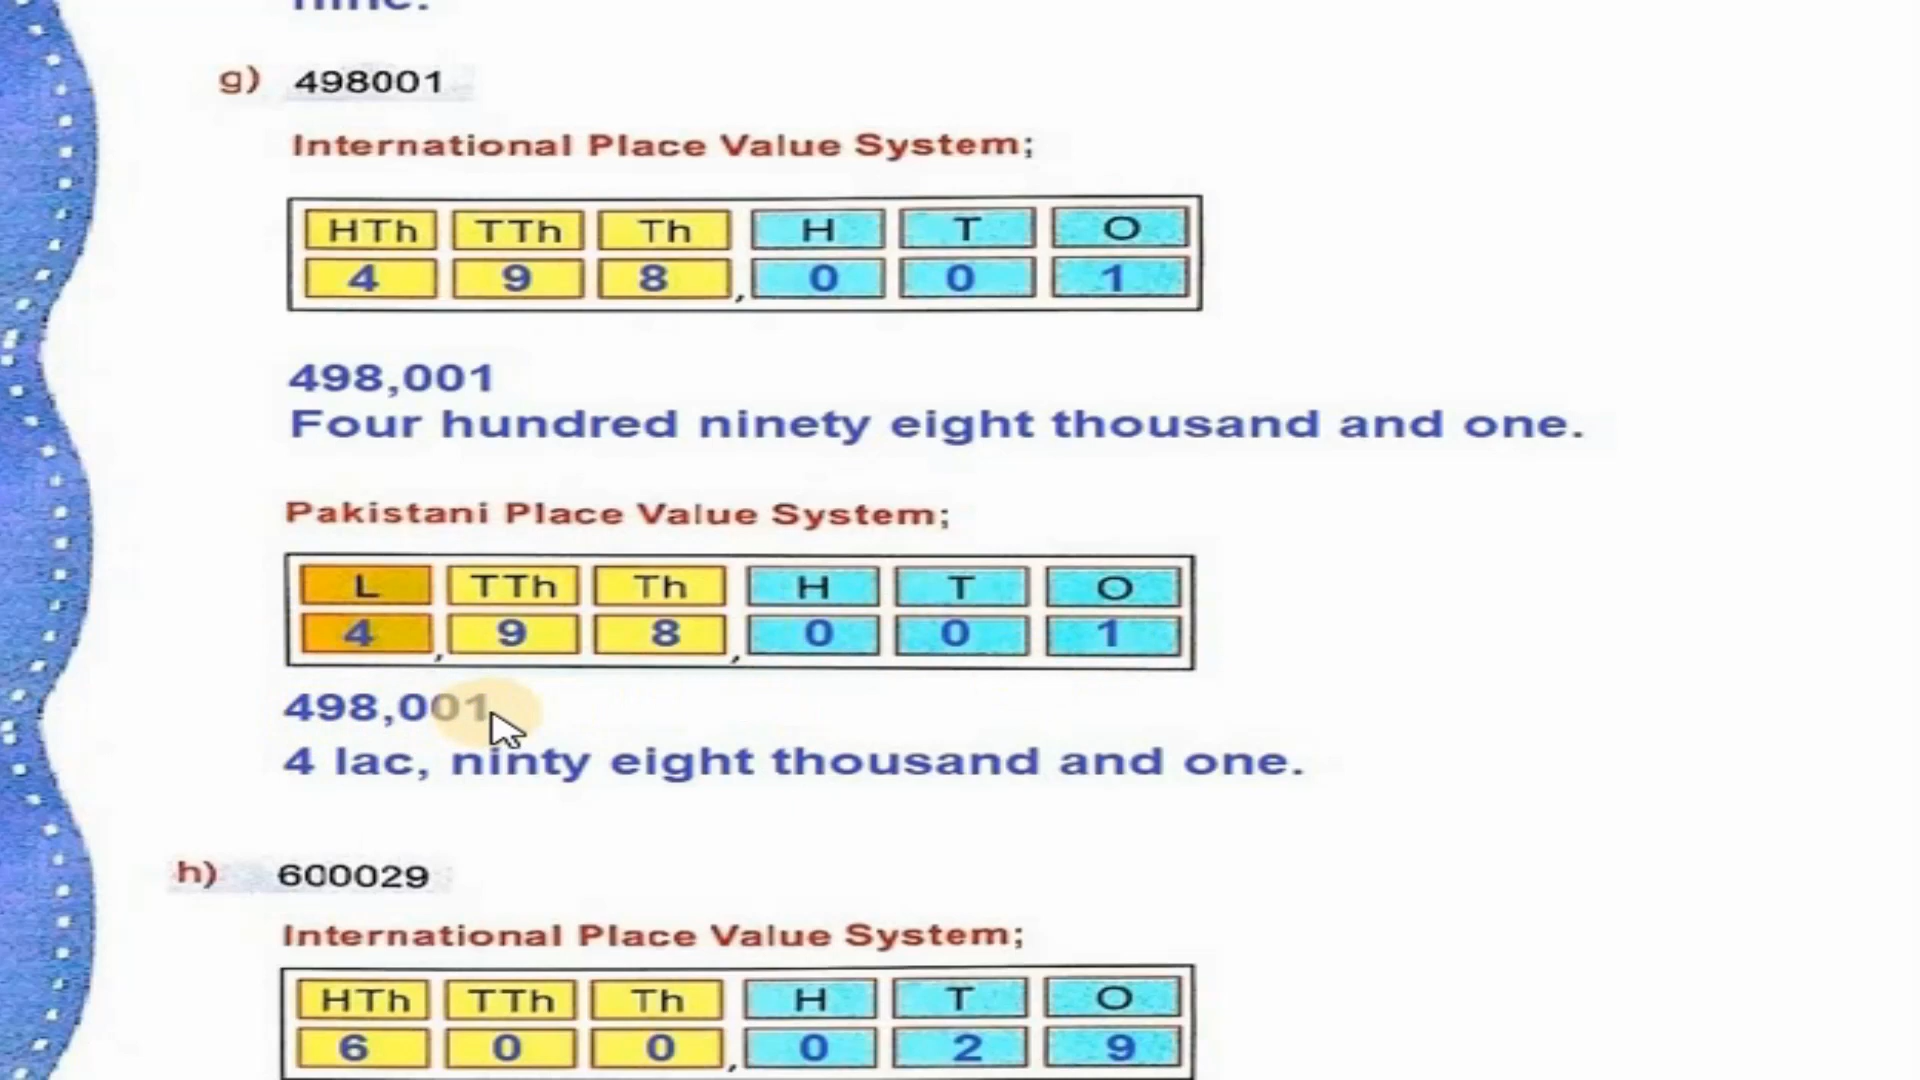 nine.
g) 498001
International Place Value System;
HTh TTh Th H T O
4 9 8 , 0 0 1
498,001
Four hundred ninety eight thousand and one.
Pakistani Place Value System;
L TTh Th H T O
4 , 9 8 , 0 0 1
498,001
4 lac, ninty eight thousand and one.
h) 600029
International Place Value System;
HTh TTh Th H T O
6 0 0 , 0 2 9